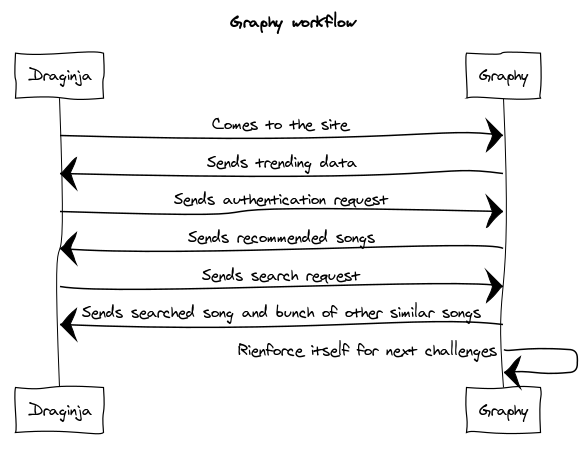 Graphy workflow
Draginja
Graphy
Comes to the site
Sends trending data
Sends authentication request
Sends recommended songs
Sends search request
Sends searched song and bunch of other similar songs
Rienforce itself for next challenges
Draginja
Graphy